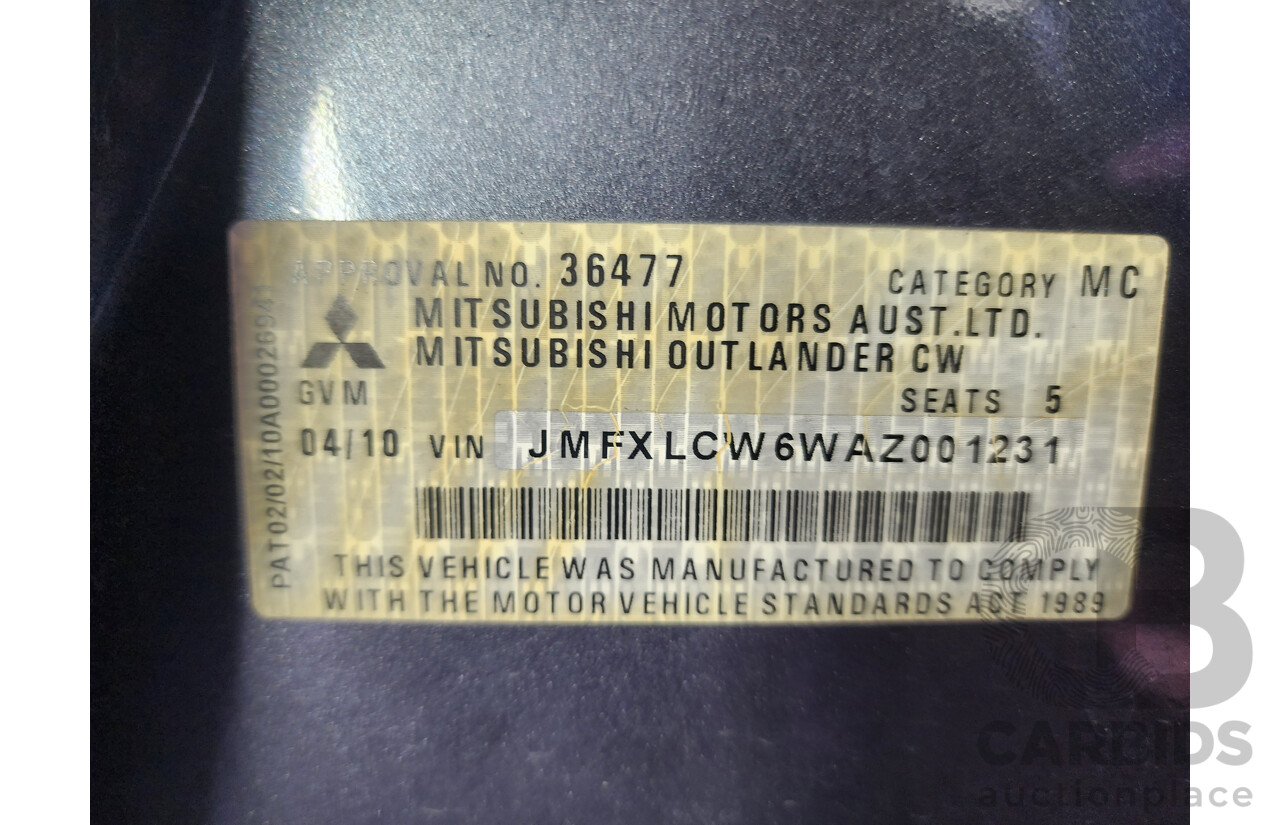 APPROVAL NO. 36477 CATEGORY MC
MITSUBISHI MOTORS AUST.LTD.
MITSUBISHI OUTLANDER CW
GVM SEATS 5
04/10 VIN JMFXLCW6WAZ001231
THIS VEHICLE WAS MANUFACTURED TO COMPLY
WITH THE MOTOR VEHICLE STANDARDS ACT 1989
PAT02/02/10A00026941
CARBIDS
auctionplace